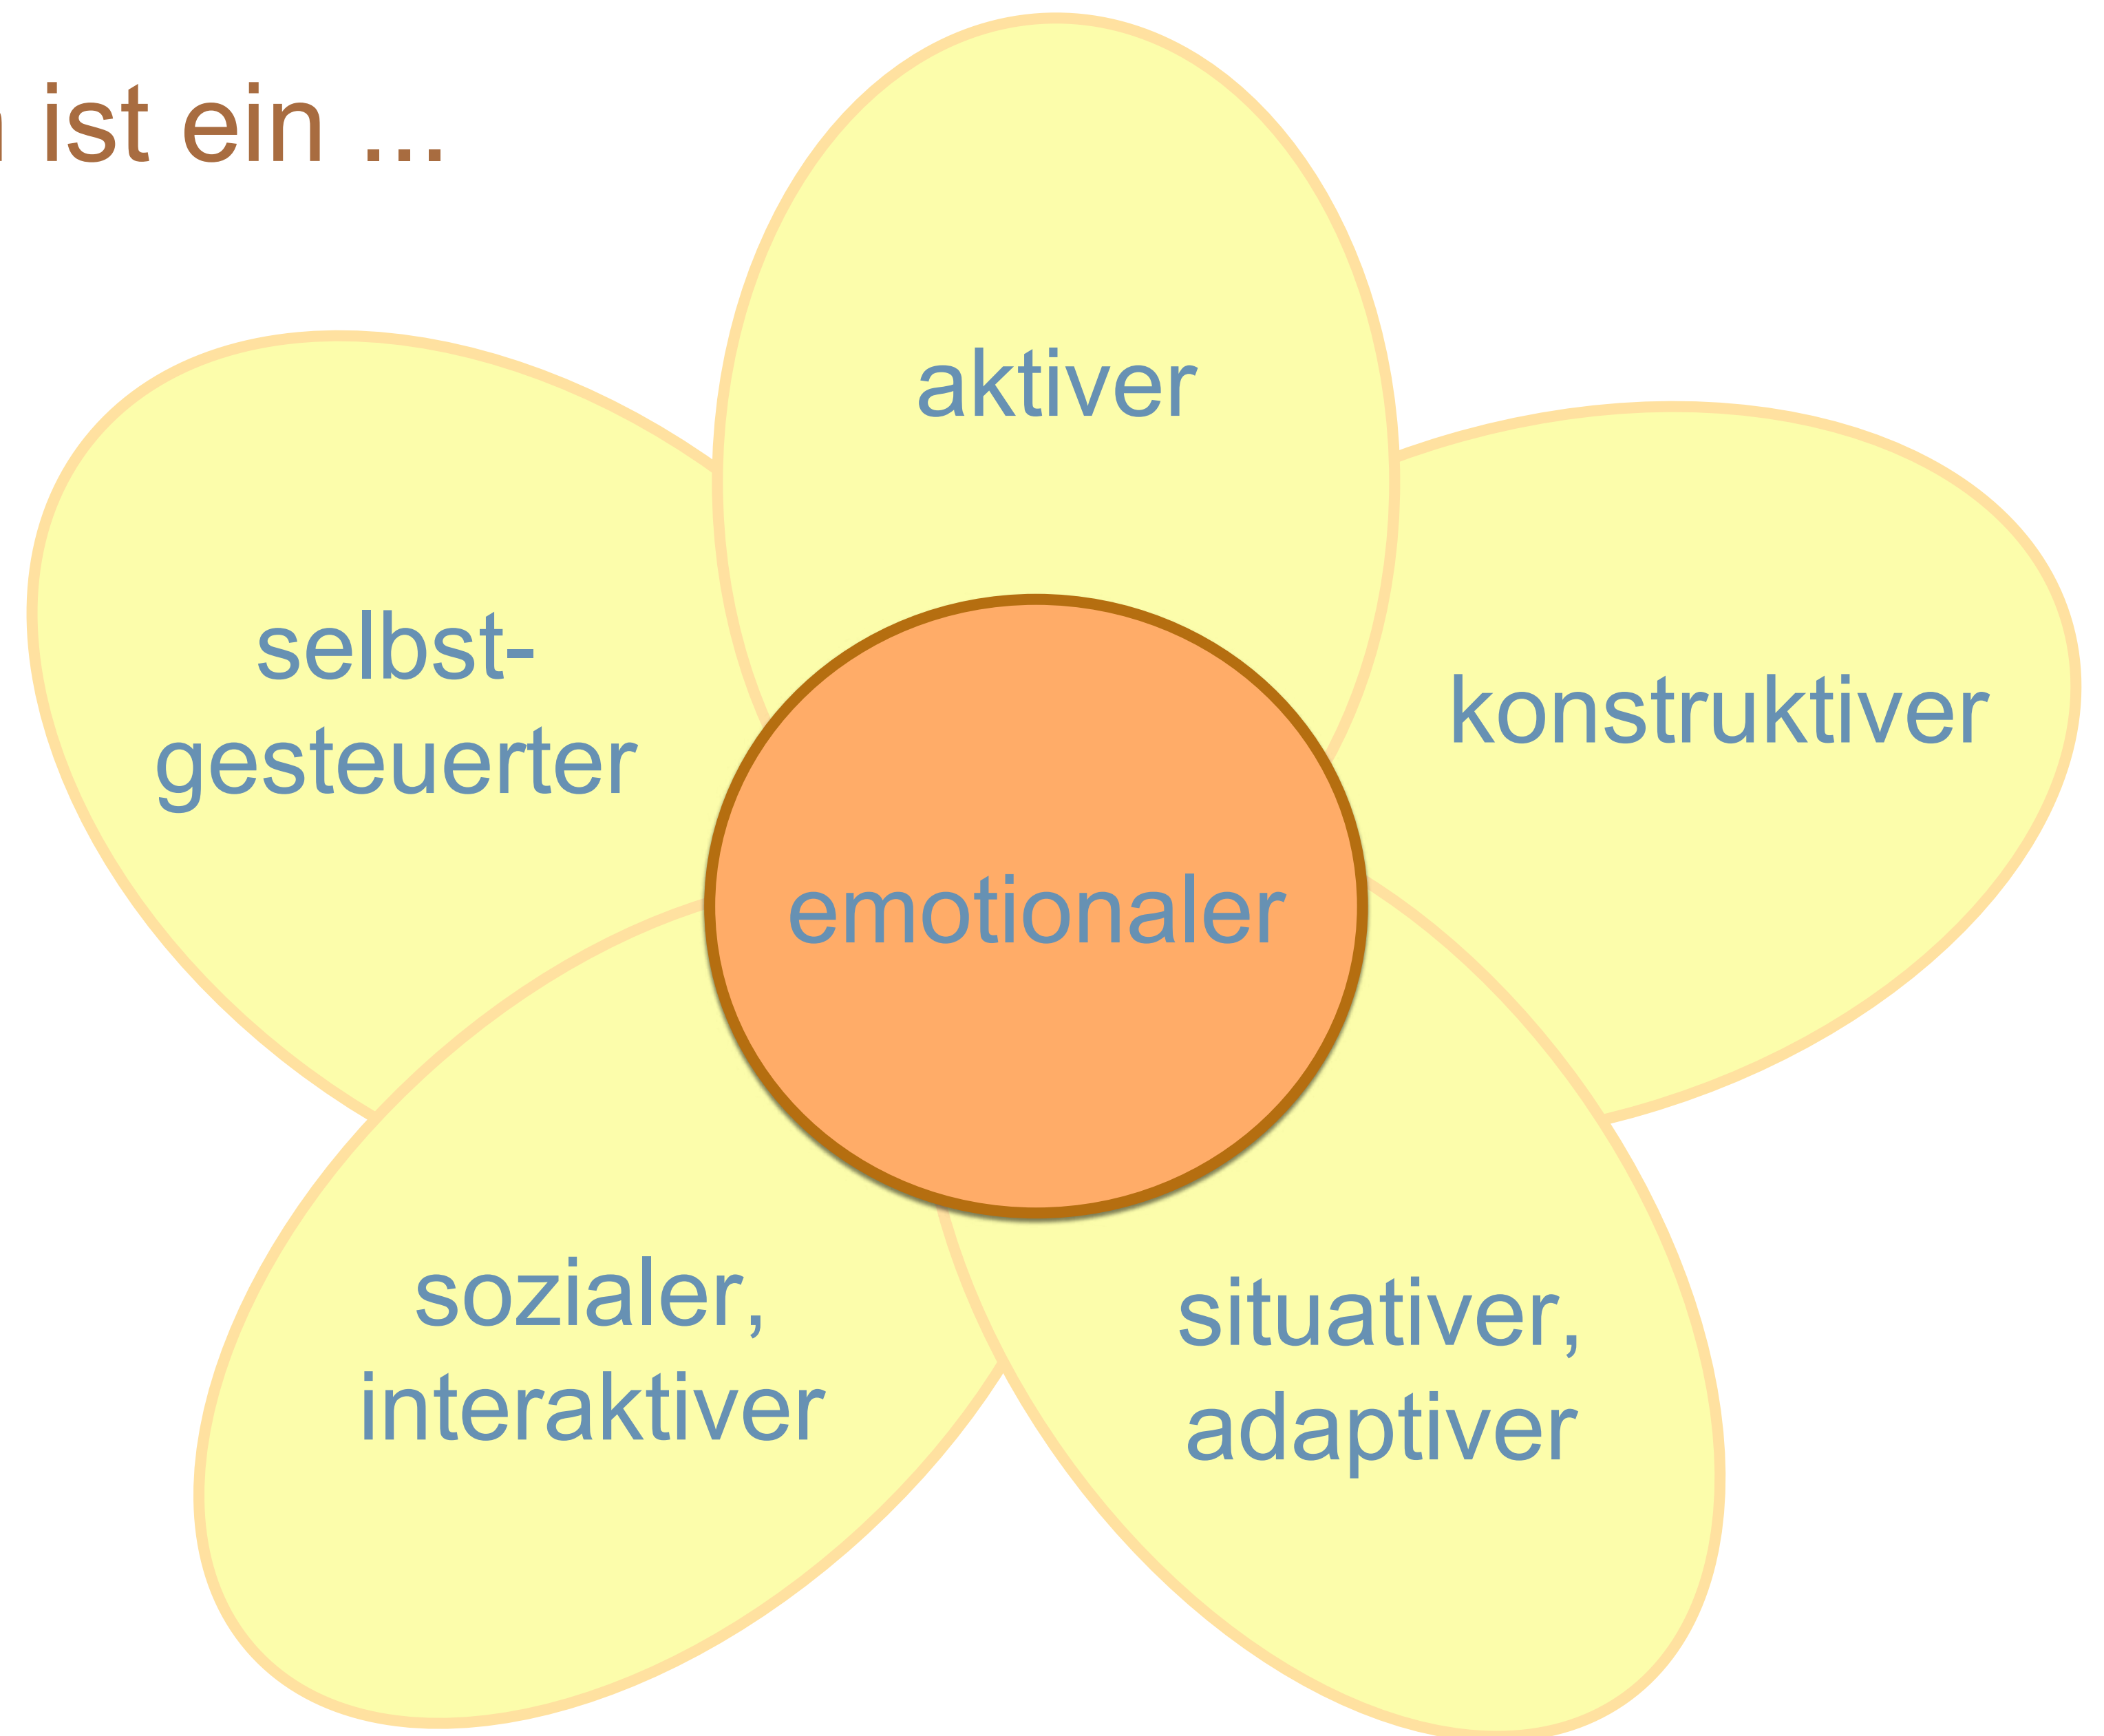 ist ein ...
aktiver
selbst-
gesteuerter
konstruktiver
emotionaler
sozialer,
interaktiver
situativer,
adaptiver